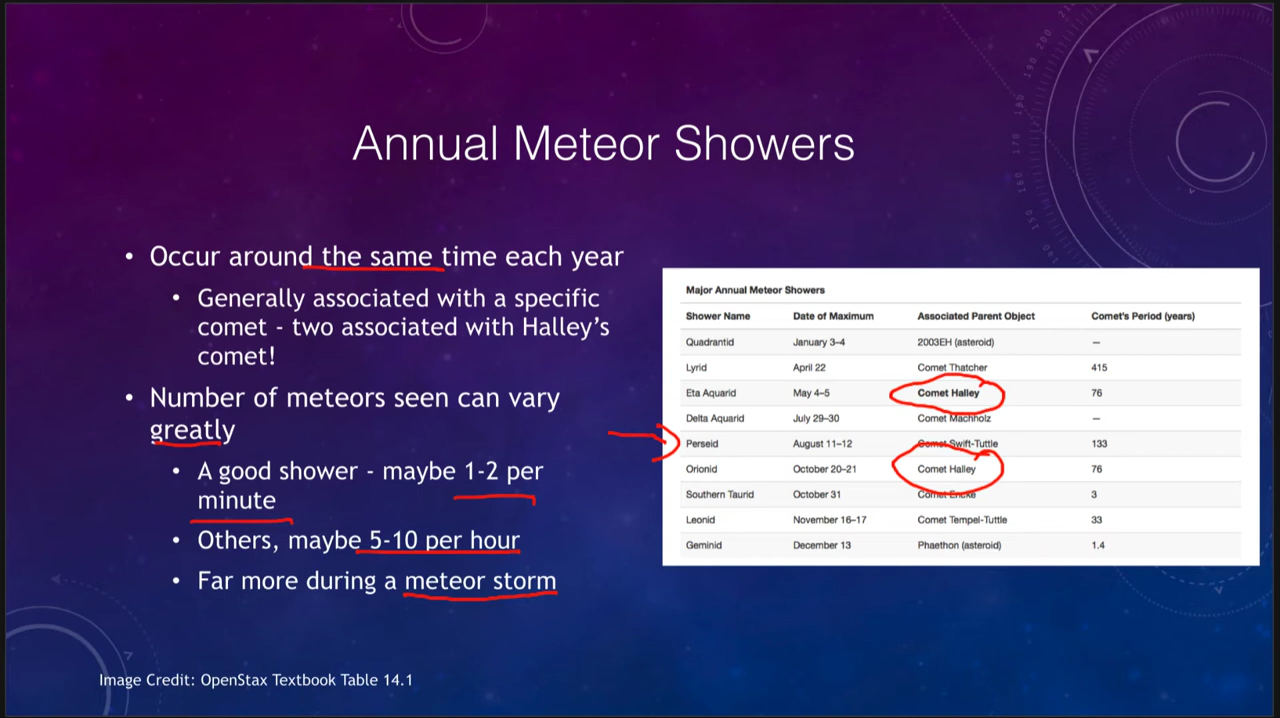 Annual Meteor Showers
• Occur around the same time each year
• Generally associated with a specific
comet - two associated with Halley's
comet!
• Number of meteors seen can vary
greatly
• A good shower - maybe 1-2 per
minute
• Others, maybe 5-10 per hour
• Far more during a meteor storm
Major Annual Meteor Showers
Shower Name Date of Maximum Associated Parent Object Comet's Period (years)
Quadrantid January 3–4 2003EH (asteroid) —
Lyrid April 22 Comet Thatcher 415
Eta Aquarid May 4–5 Comet Halley 76
Delta Aquarid July 29–30 Comet Machholz —
Perseid August 11–12 Comet Swift-Tuttle 133
Orionid October 20–21 Comet Halley 76
Southern Taurid October 31 Comet Encke 3
Leonid November 16–17 Comet Tempel-Tuttle 33
Geminid December 13 Phaethon (asteroid) 1.4
Image Credit: OpenStax Textbook Table 14.1